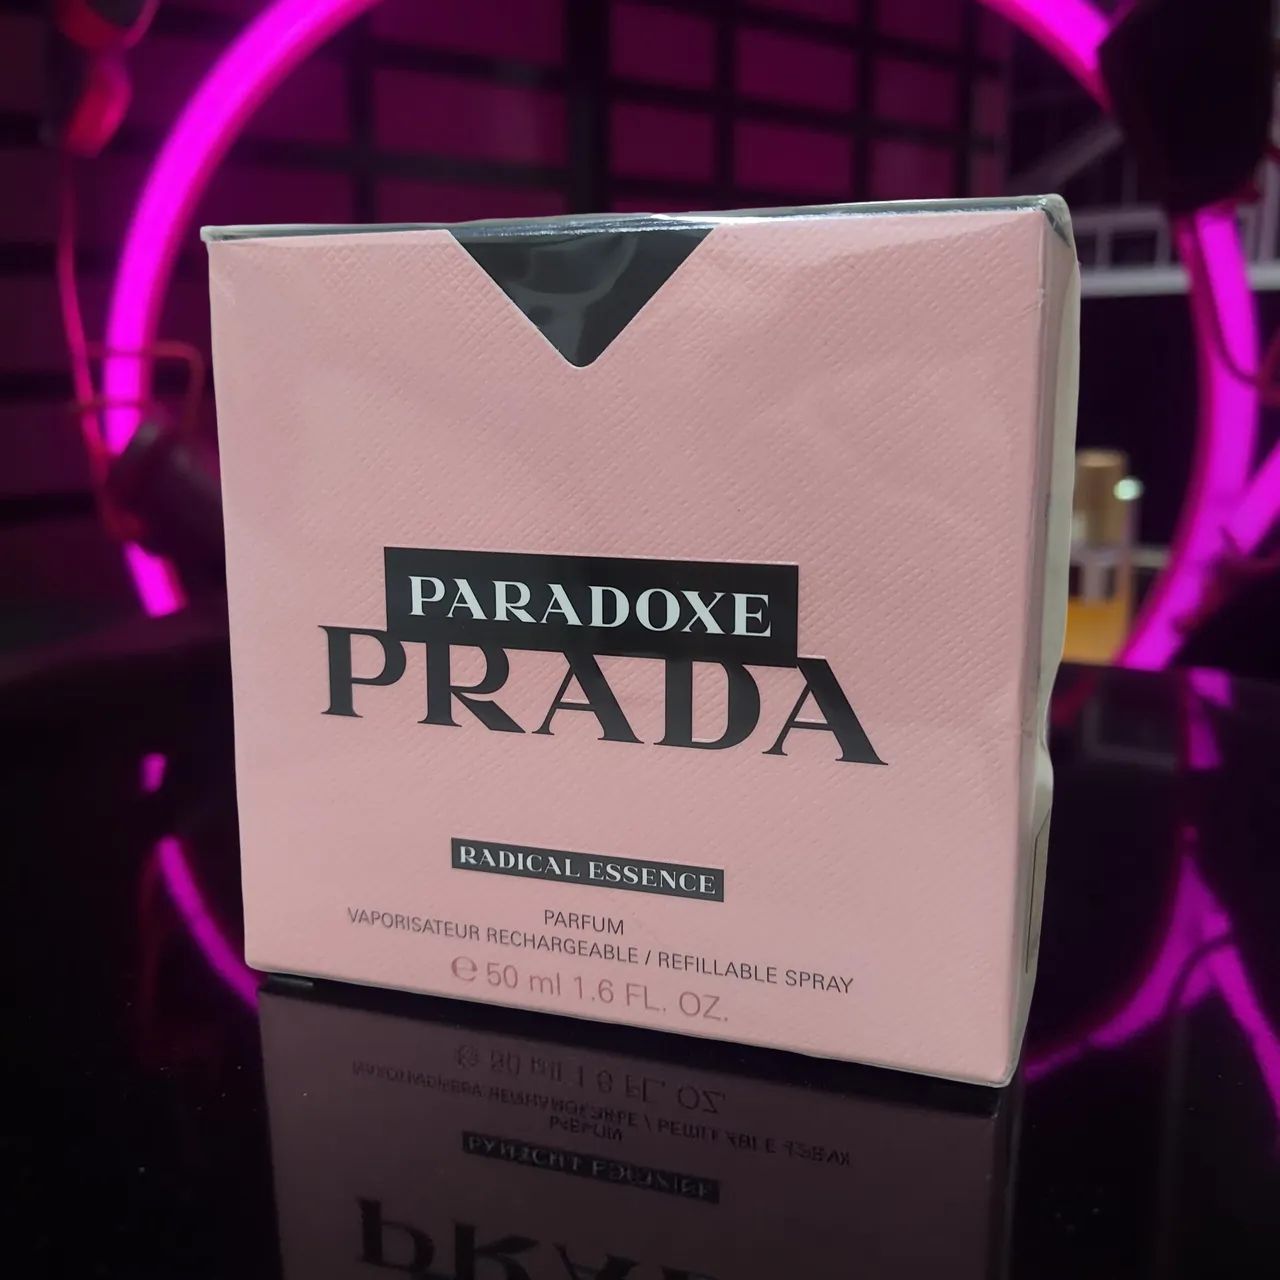 PARADOXE
PRADA
RADICAL ESSENCE
PARFUM
VAPORISATEUR RECHARGEABLE / REFILLABLE SPRAY
℮ 50 ml 1.6 FL. OZ.